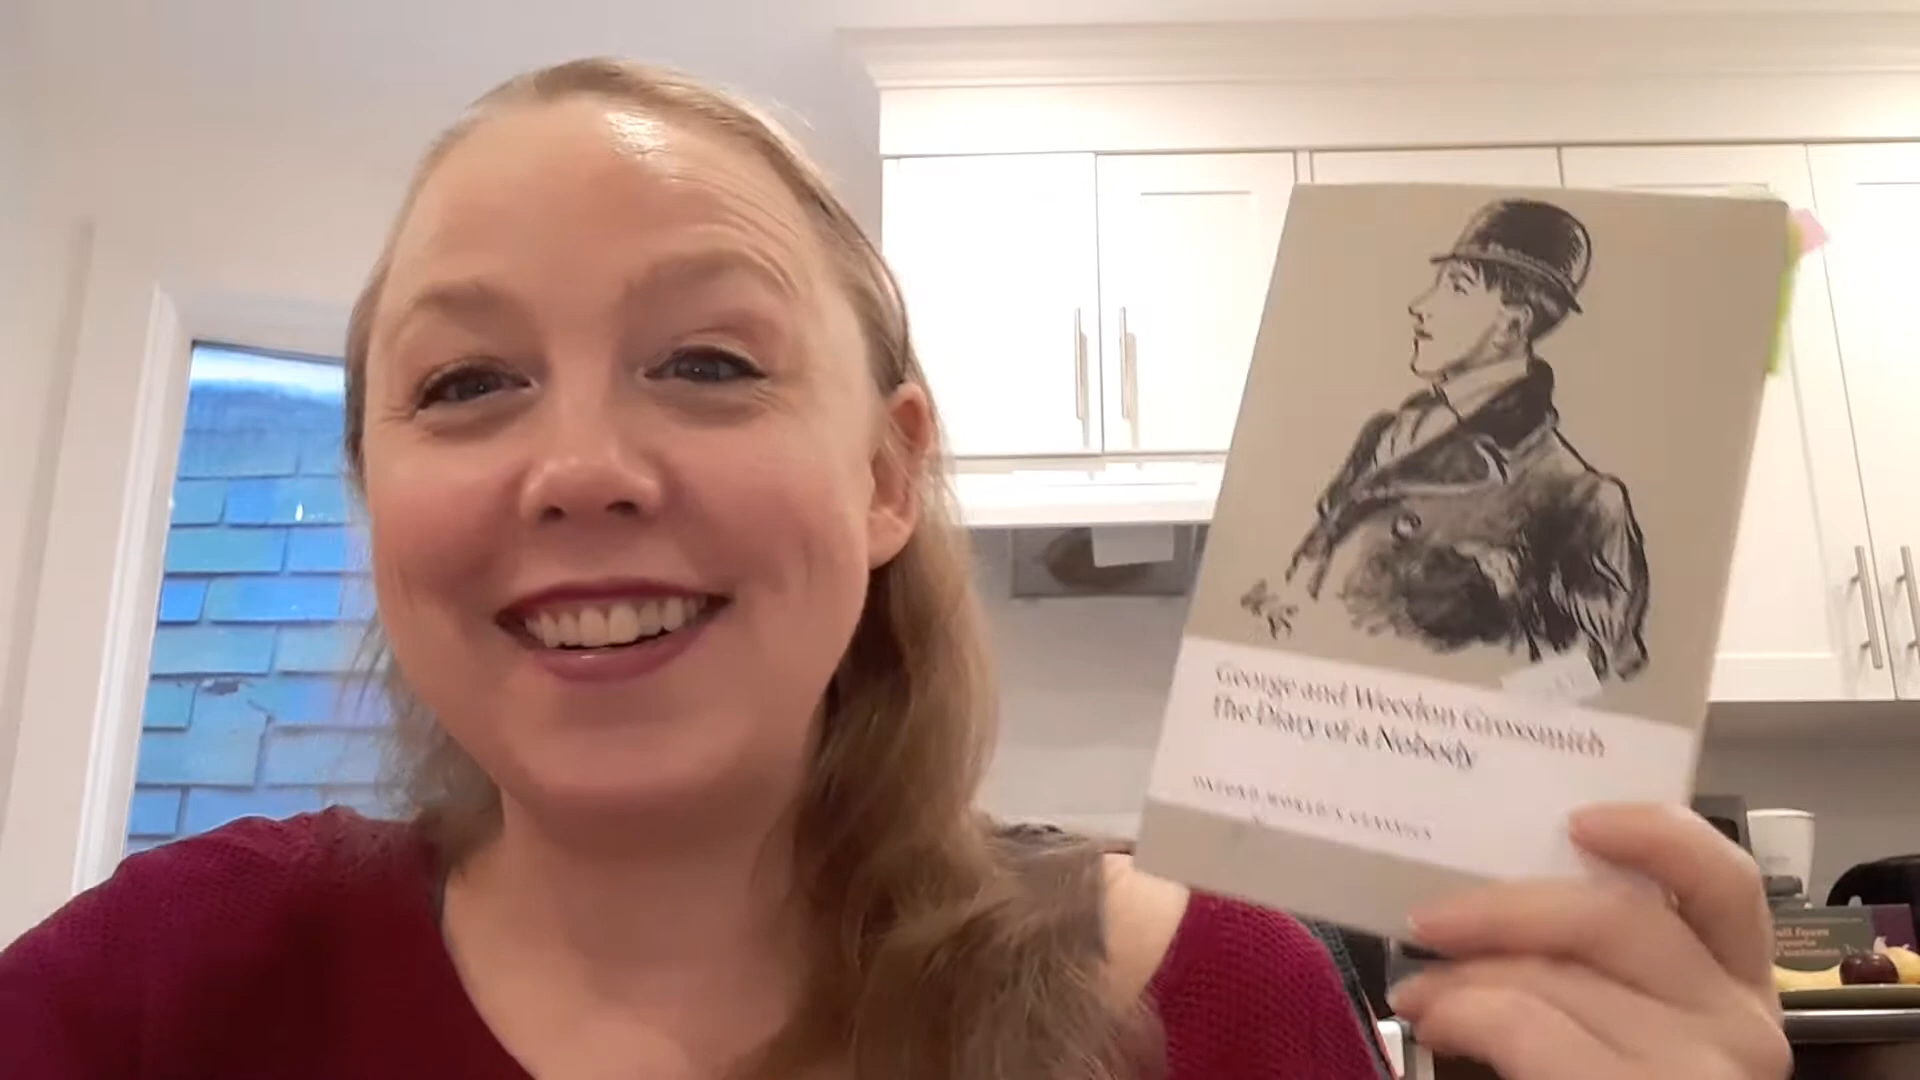 George and Weedon Grossmith
The Diary of a Nobody
OXFORD WORLD'S CLASSICS